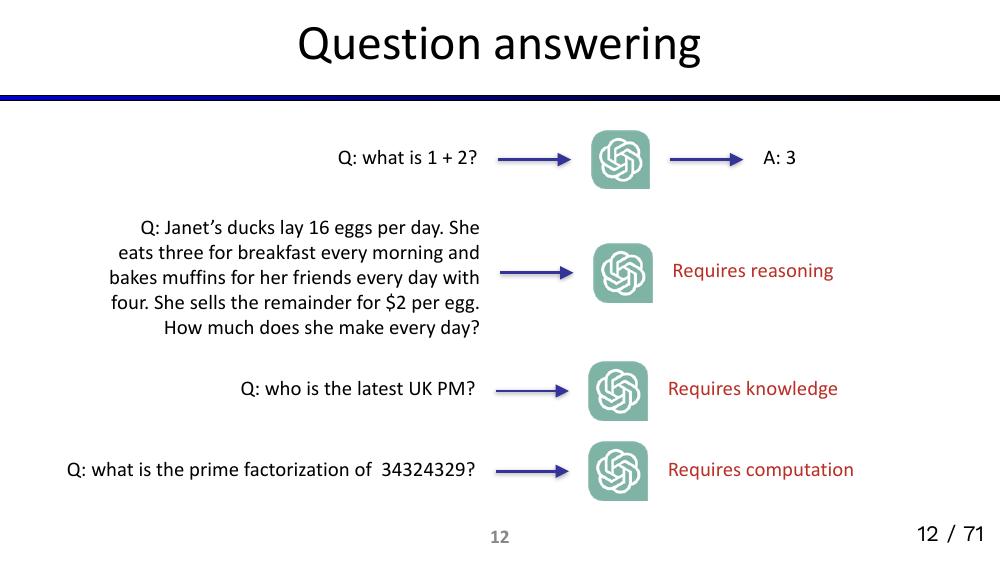 Question answering
Q: what is 1 + 2?
A: 3
Q: Janet’s ducks lay 16 eggs per day. She
eats three for breakfast every morning and
bakes muffins for her friends every day with
four. She sells the remainder for $2 per egg.
How much does she make every day?
Requires reasoning
Q: who is the latest UK PM?
Requires knowledge
Q: what is the prime factorization of 34324329?
Requires computation
12
12 / 71